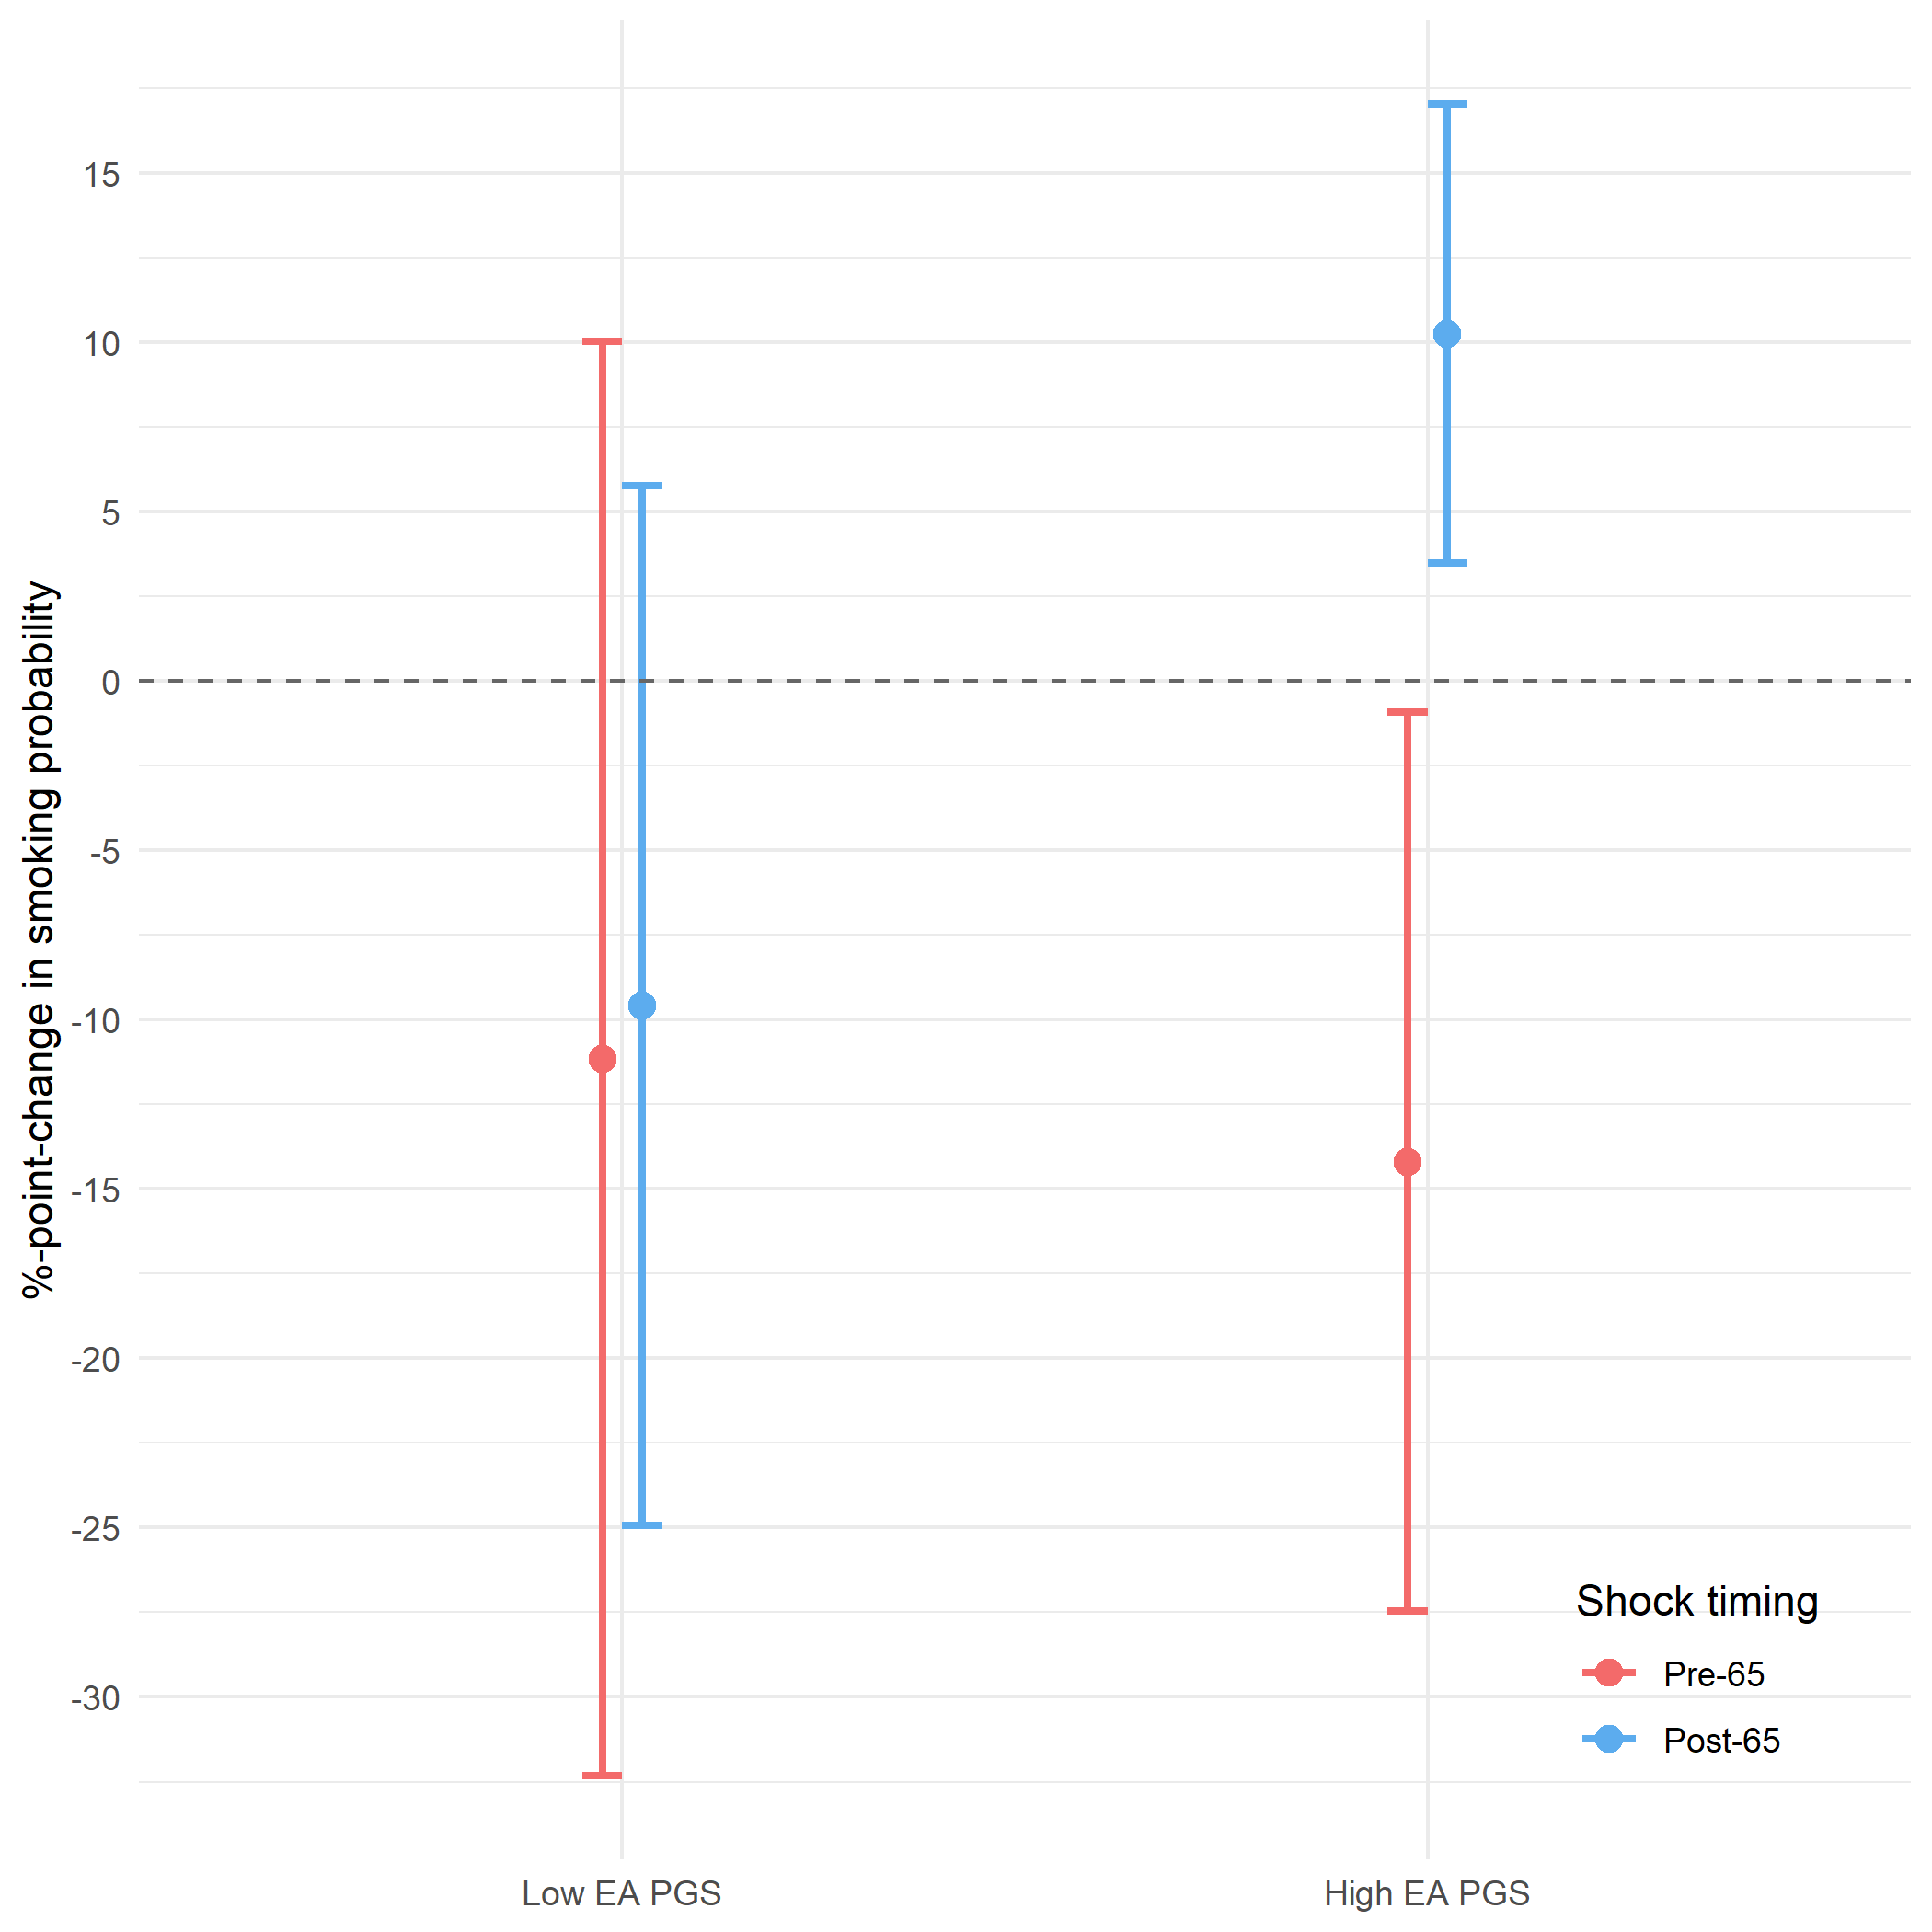 %-point-change in smoking probability
15
10
5
0
-5
-10
-15
-20
-25
-30
Shock timing
Pre-65
Post-65
Low EA PGS
High EA PGS